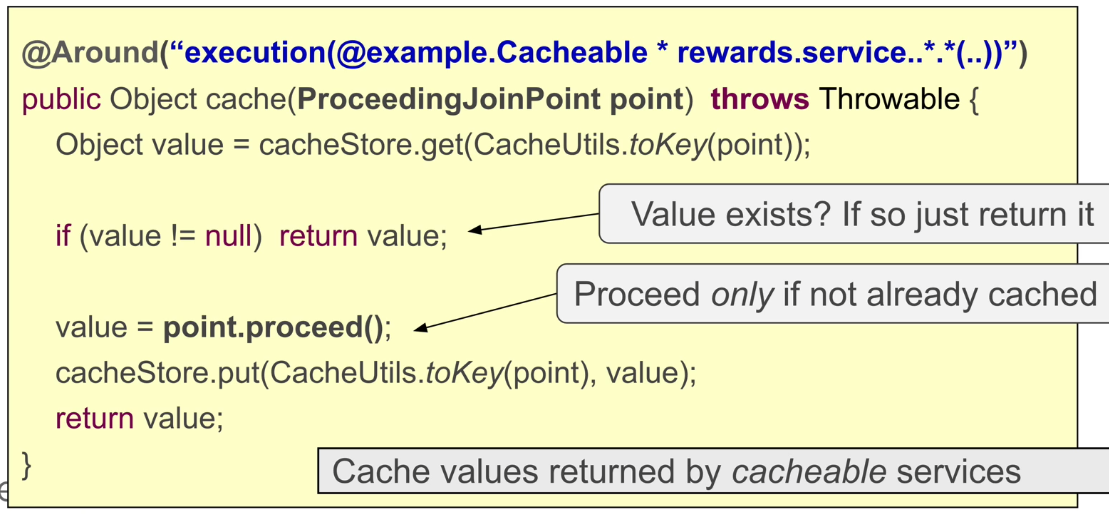 @Around(“execution(@example.Cacheable * rewards.service..*.*(..))”)
public Object cache(ProceedingJoinPoint point) throws Throwable {
Object value = cacheStore.get(CacheUtils.toKey(point));
if (value != null) return value;
Value exists? If so just return it
Proceed only if not already cached
value = point.proceed();
cacheStore.put(CacheUtils.toKey(point), value);
return value;
}
Cache values returned by cacheable services